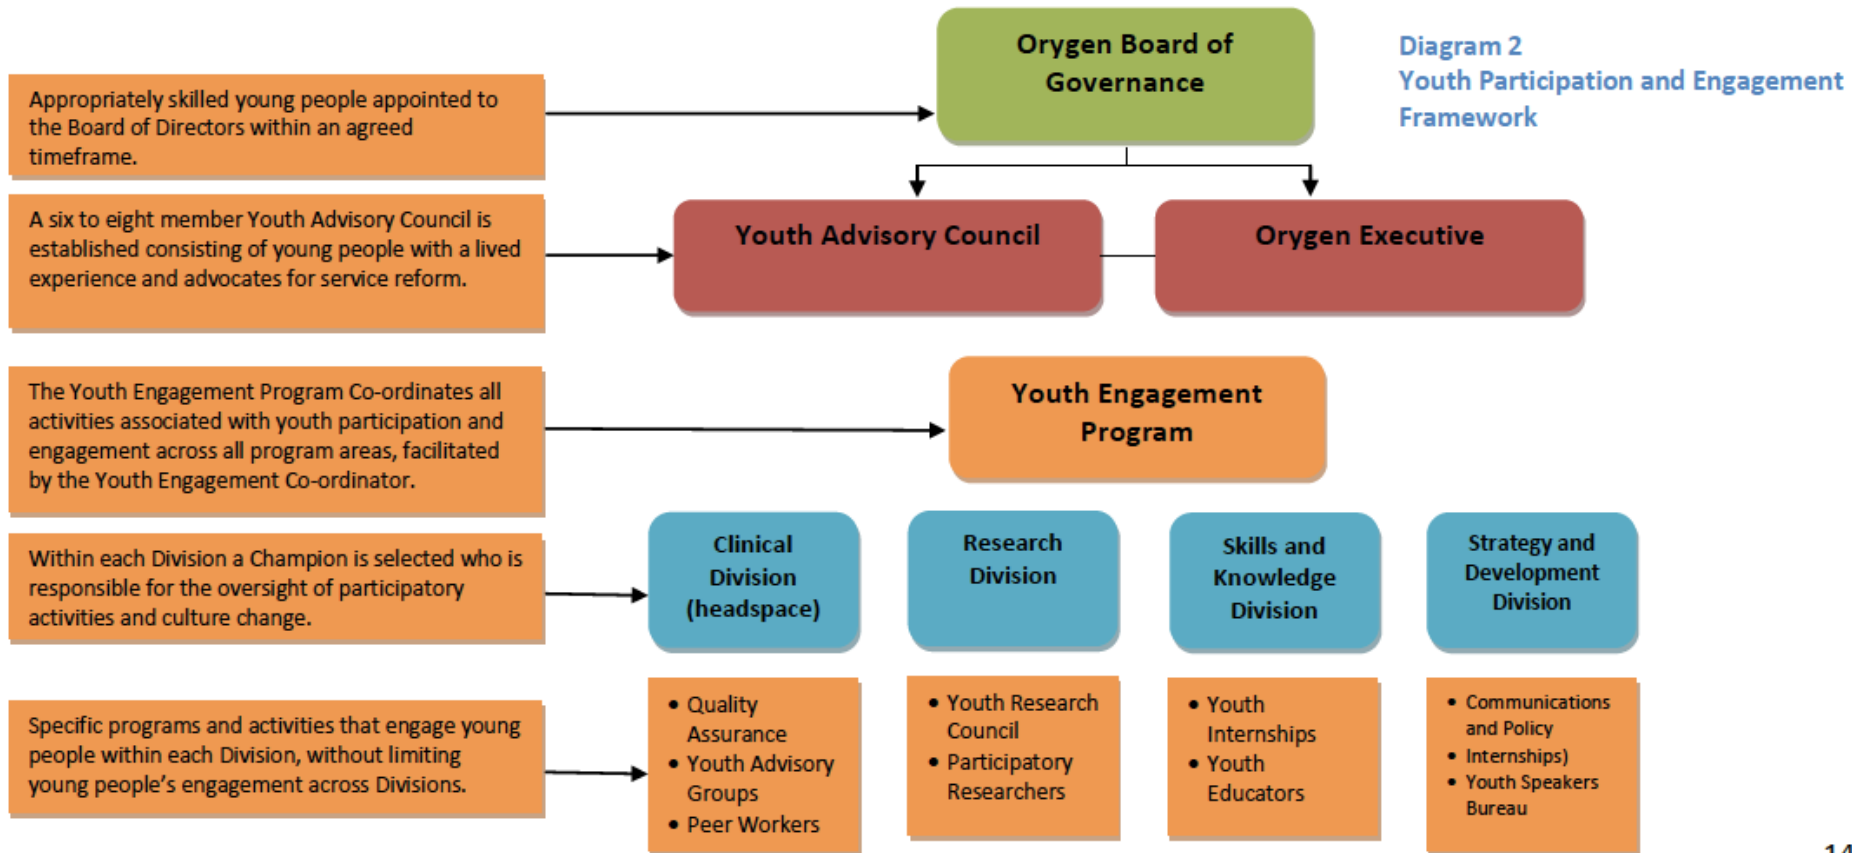 Orygen Board of
Governance
Diagram 2
Youth Participation and Engagement
Framework
Appropriately skilled young people appointed to
the Board of Directors within an agreed
timeframe.
A six to eight member Youth Advisory Council is
established consisting of young people with a lived
experience and advocates for service reform.
Youth Advisory Council
Orygen Executive
The Youth Engagement Program Co-ordinates all
activities associated with youth participation and
engagement across all program areas, facilitated
by the Youth Engagement Co-ordinator.
Youth Engagement
Program
Within each Division a Champion is selected who is
responsible for the oversight of participatory
activities and culture change.
Clinical
Division
(headspace)
Research
Division
Skills and
Knowledge
Division
Strategy and
Development
Division
Specific programs and activities that engage young
people within each Division, without limiting
young people's engagement across Divisions.
• Quality
Assurance
• Youth Advisory
Groups
• Peer Workers
• Youth Research
Council
• Participatory
Researchers
• Youth
Internships
• Youth
Educators
• Communications
and Policy
• Internships)
• Youth Speakers
Bureau
14